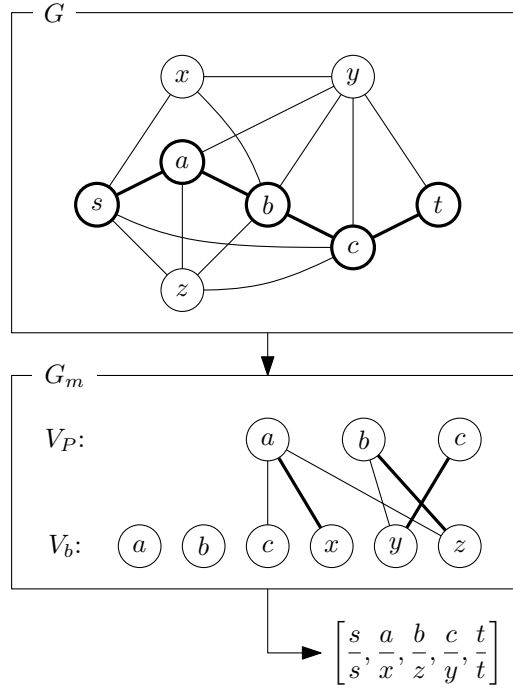 G
x y
a
s b t
c
z
G_m
V_P: a b c
V_b: a b c x y z
[s/s, a/x, b/z, c/y, t/t]